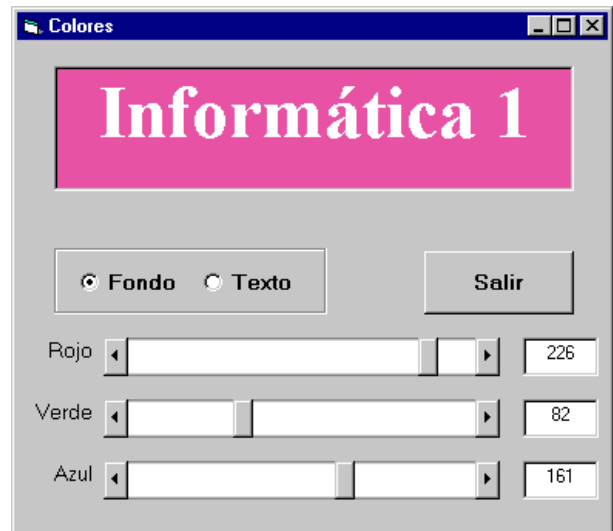 Colores
Informática 1
Fondo Texto Salir
Rojo 226
Verde 82
Azul 161